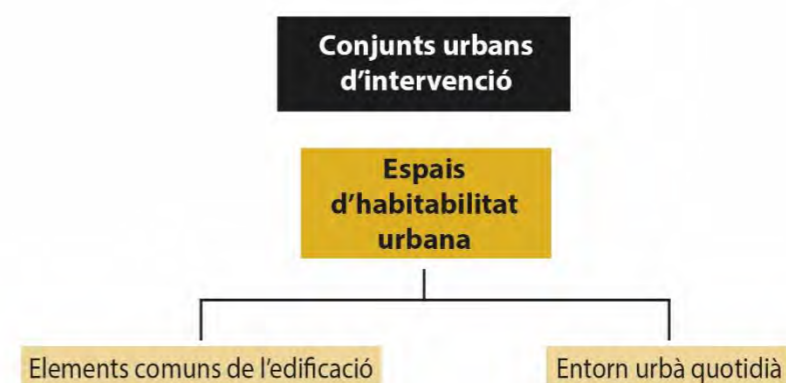 Conjunts urbans
d’intervenció
Espais
d’habitabilitat
urbana
Elements comuns de l’edificació
Entorn urbà quotidià